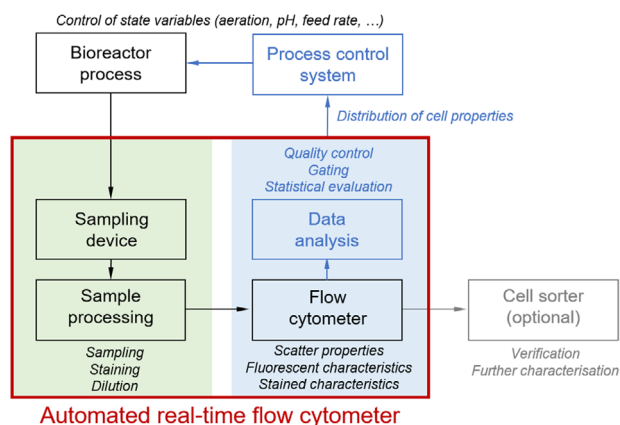 Control of state variables (aeration, pH, feed rate, …)
Bioreactor
process
Process control
system
Distribution of cell properties
Quality control
Gating
Statistical evaluation
Sampling
device
Data
analysis
Sample
processing
Flow
cytometer
Cell sorter
(optional)
Sampling
Staining
Dilution
Scatter properties
Fluorescent characteristics
Stained characteristics
Verification
Further characterisation
Automated real-time flow cytometer